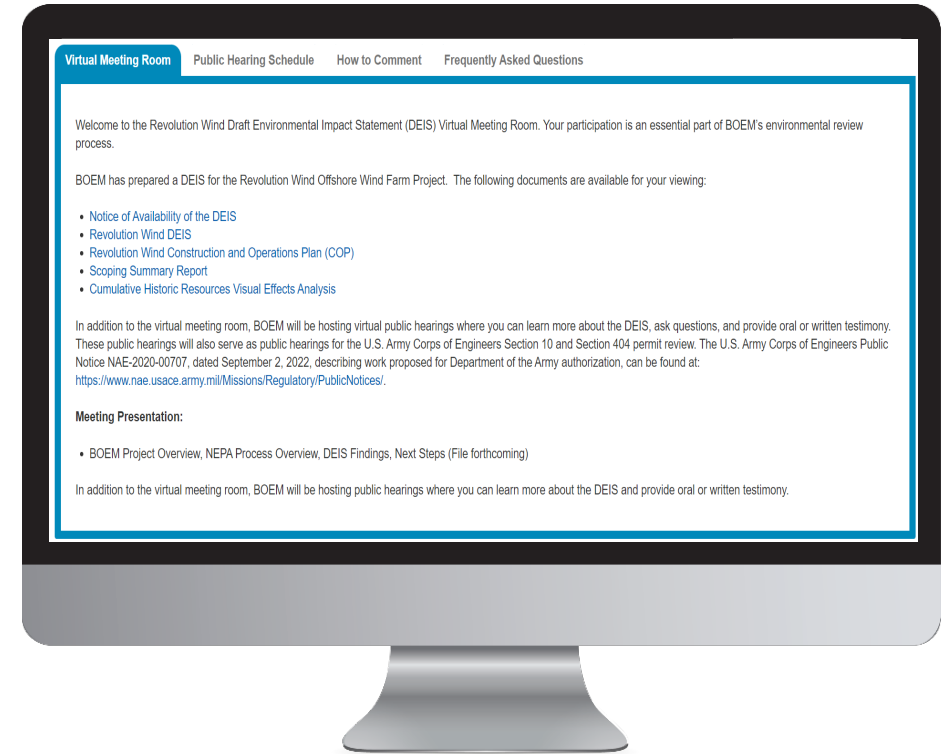 Virtual Meeting Room Public Hearing Schedule How to Comment Frequently Asked Questions
Welcome to the Revolution Wind Draft Environmental Impact Statement (DEIS) Virtual Meeting Room. Your participation is an essential part of BOEM's environmental review
process.
BOEM has prepared a DEIS for the Revolution Wind Offshore Wind Farm Project. The following documents are available for your viewing:
• Notice of Availability of the DEIS
• Revolution Wind DEIS
• Revolution Wind Construction and Operations Plan (COP)
• Scoping Summary Report
• Cumulative Historic Resources Visual Effects Analysis
In addition to the virtual meeting room, BOEM will be hosting virtual public hearings where you can learn more about the DEIS, ask questions, and provide oral or written testimony.
These public hearings will also serve as public hearings for the U.S. Army Corps of Engineers Section 10 and Section 404 permit review. The U.S. Army Corps of Engineers Public
Notice NAE-2020-00707, dated September 2, 2022, describing work proposed for Department of the Army authorization, can be found at:
https://www.nae.usace.army.mil/Missions/Regulatory/PublicNotices/.
Meeting Presentation:
• BOEM Project Overview, NEPA Process Overview, DEIS Findings, Next Steps (File forthcoming)
In addition to the virtual meeting room, BOEM will be hosting public hearings where you can learn more about the DEIS and provide oral or written testimony.